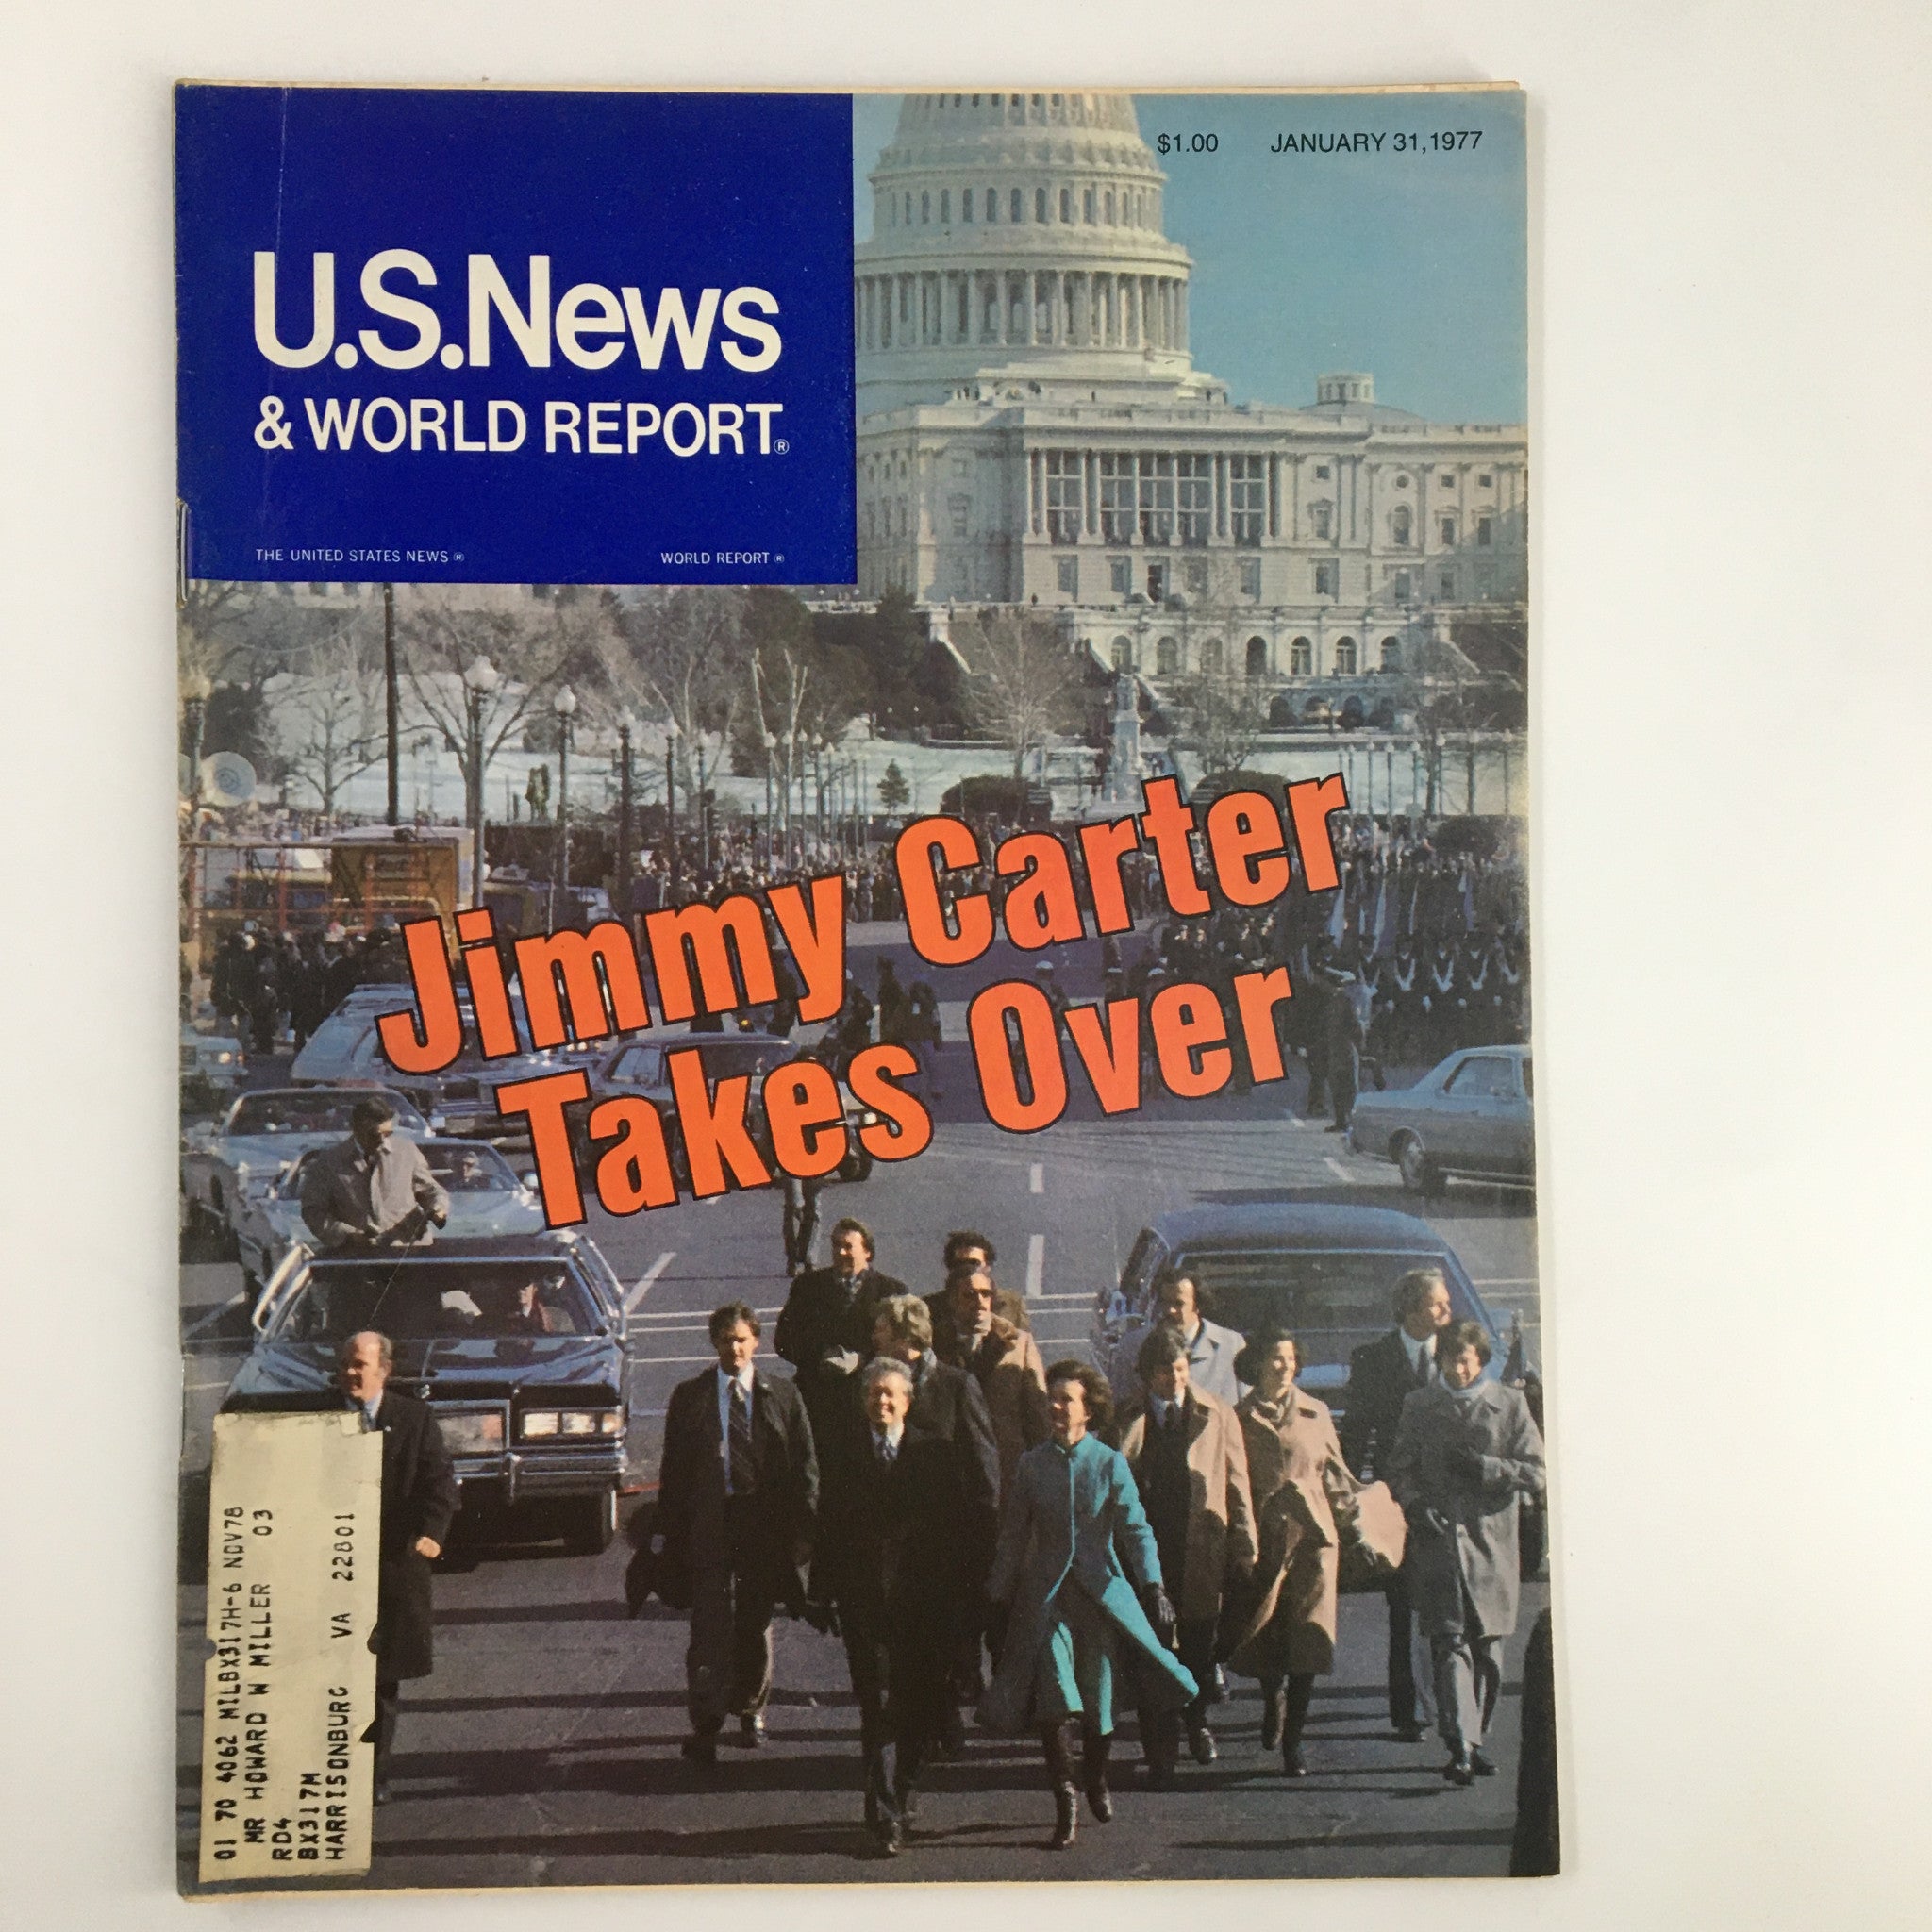 $1.00 JANUARY 31,1977
U.S.News
& WORLD REPORT®
THE UNITED STATES NEWS ® WORLD REPORT ®
Jimmy Carter
Takes Over
01 70 4062 MILBX317H-6 NOV78
MR HOWARD W MILLER 03
RD4
BX317M
HARRISONBURG VA 22801